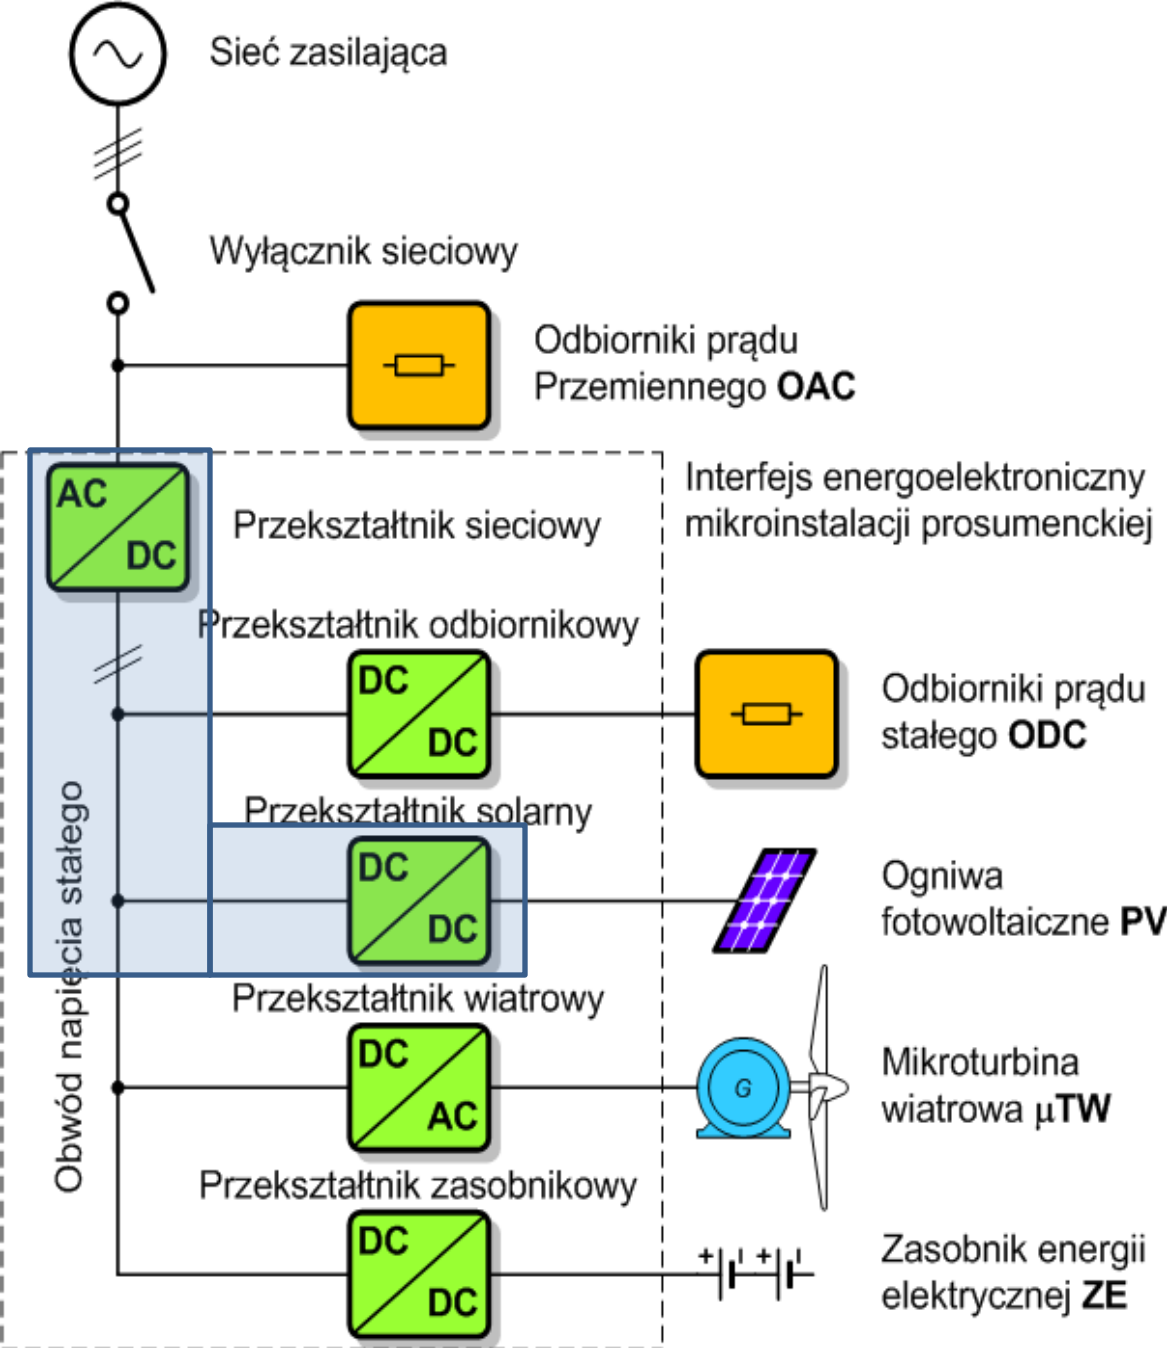 Sieć zasilająca
Wyłącznik sieciowy
Odbiorniki prądu
Przemiennego OAC
Interfejs energoelektroniczny
mikroinstalacji prosumenckiej
AC
DC
Przekształtnik sieciowy
Przekształtnik odbiornikowy
DC
DC
Odbiorniki prądu
stałego ODC
Przekształtnik solarny
DC
DC
Ogniwa
fotowoltaiczne PV
Obwód napięcia stałego
Przekształtnik wiatrowy
DC
AC
G
Mikroturbina
wiatrowa µTW
Przekształtnik zasobnikowy
DC
DC
+ ı + ı
Zasobnik energii
elektrycznej ZE